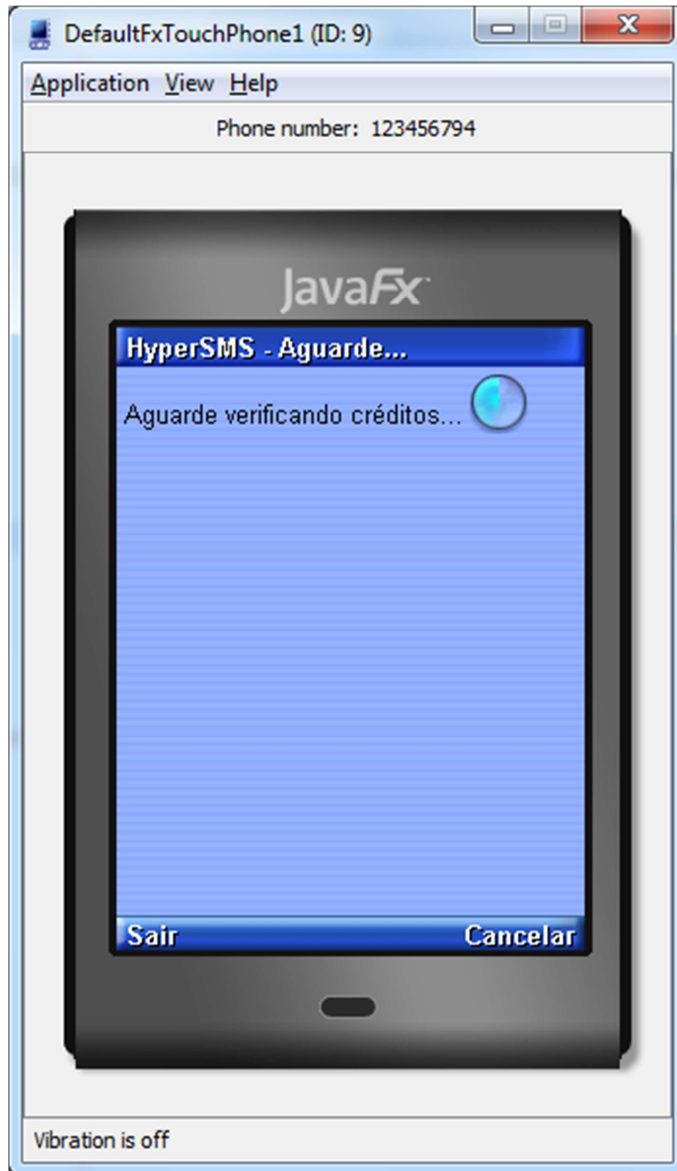 DefaultFxTouchPhone1 (ID: 9)
Application View Help
Phone number: 123456794
JavaFx™
HyperSMS - Aguarde...
Aguarde verificando créditos...
Sair Cancelar
Vibration is off